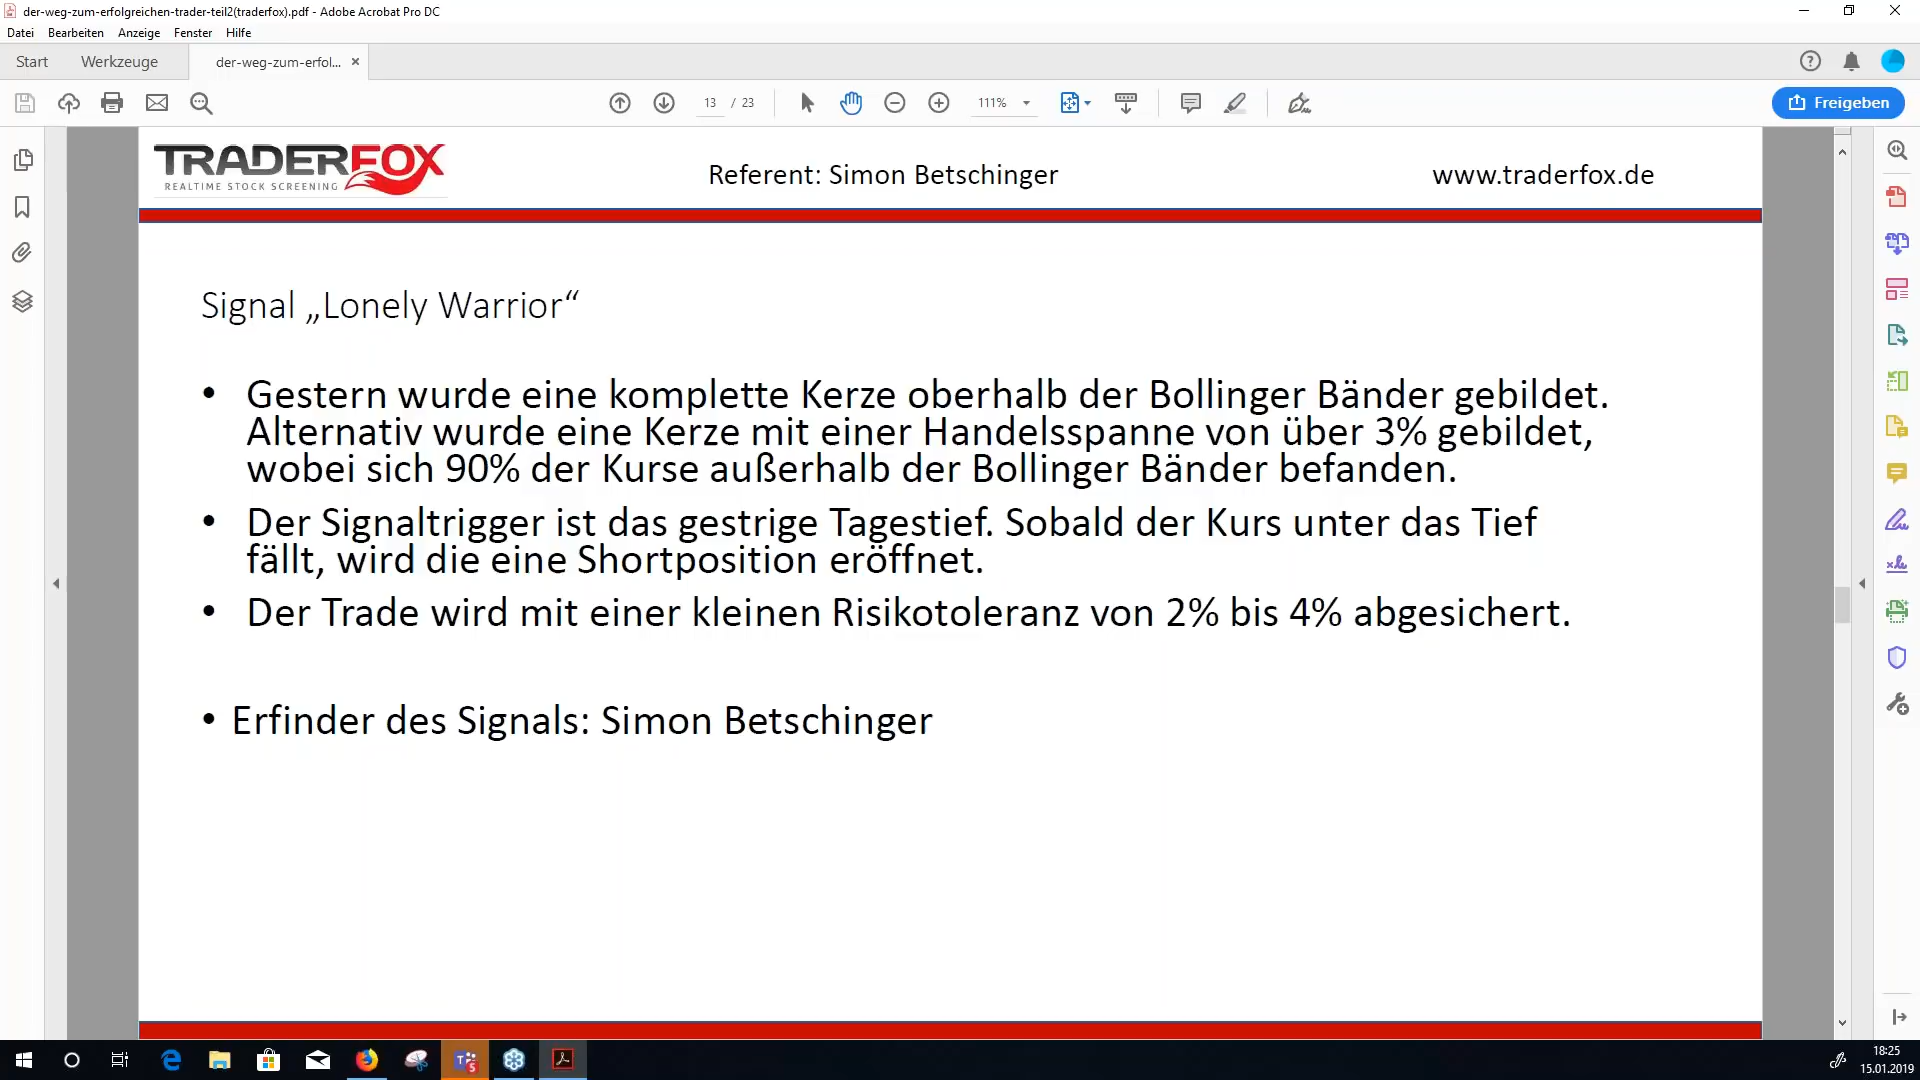 der-weg-zum-erfolgreichen-trader-teil2(traderfox).pdf - Adobe Acrobat Pro DC
Datei Bearbeiten Anzeige Fenster Hilfe
Start Werkzeuge der-weg-zum-erfol... ×
13 / 23 111% Freigeben
TRADERFOX
REALTIME STOCK SCREENING
Referent: Simon Betschinger
www.traderfox.de
Signal „Lonely Warrior“
• Gestern wurde eine komplette Kerze oberhalb der Bollinger Bänder gebildet.
Alternativ wurde eine Kerze mit einer Handelsspanne von über 3% gebildet,
wobei sich 90% der Kurse außerhalb der Bollinger Bänder befanden.
• Der Signaltrigger ist das gestrige Tagestief. Sobald der Kurs unter das Tief
fällt, wird die eine Shortposition eröffnet.
• Der Trade wird mit einer kleinen Risikotoleranz von 2% bis 4% abgesichert.
• Erfinder des Signals: Simon Betschinger
18:25
15.01.2019